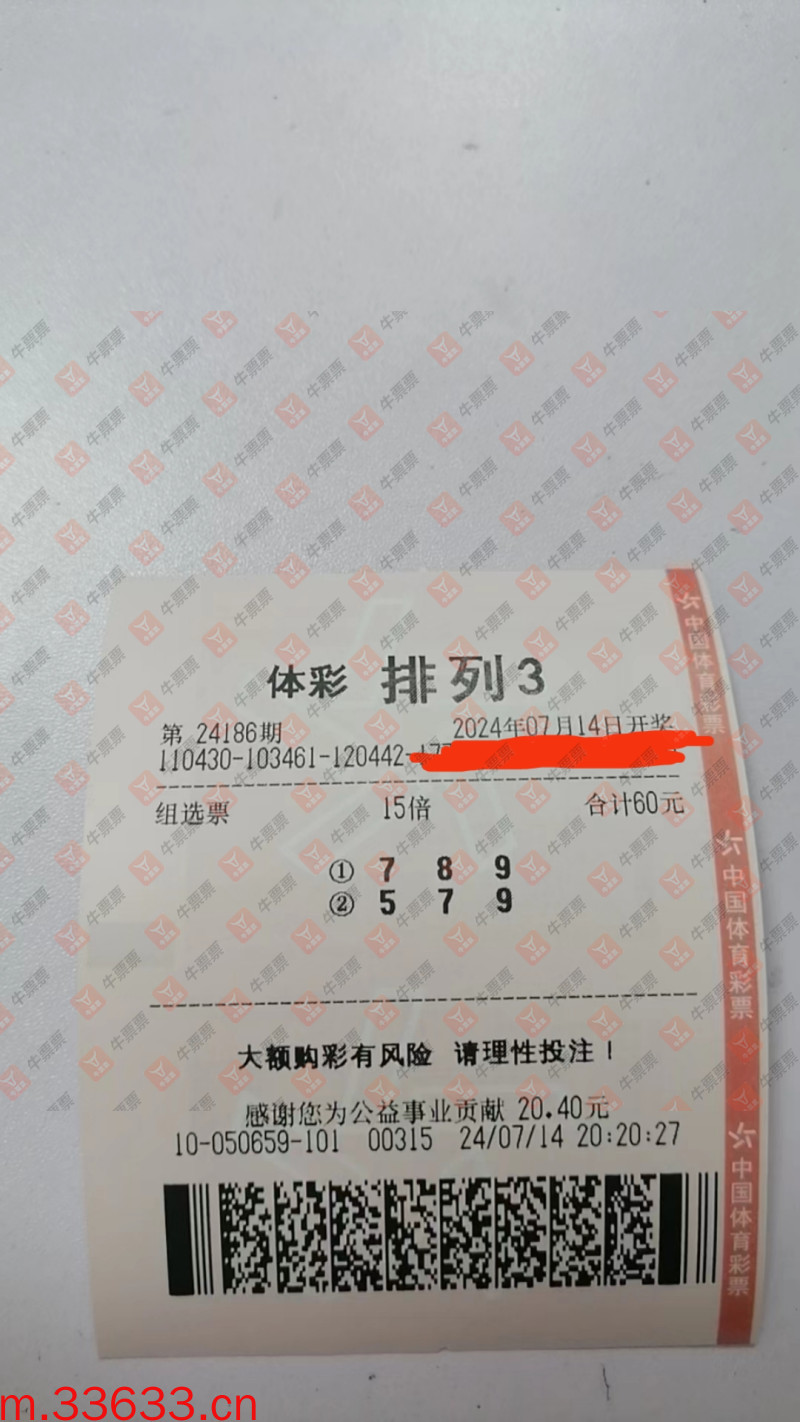 体彩 排列3
第 24186期 2024年07月14日开奖
110430-103461-120442-
组选票 15倍 合计60元
① 7 8 9
② 5 7 9
大额购彩有风险 请理性投注！
感谢您为公益事业贡献 20.40元
10-050659-101 00315 24/07/14 20:20:27
中国体育彩票
中国体育彩票
中国体育彩票
牛票票
m.33633.cn